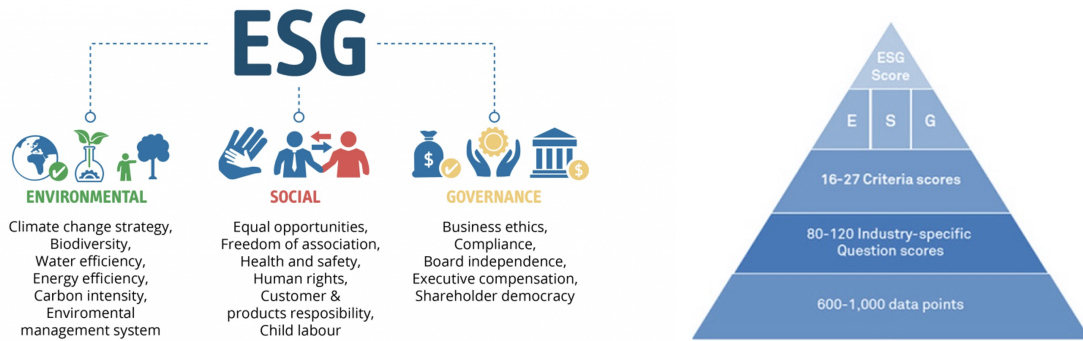 ESG
ENVIRONMENTAL
Climate change strategy,
Biodiversity,
Water efficiency,
Energy efficiency,
Carbon intensity,
Enviromental
management system
$
SOCIAL
Equal opportunities,
Freedom of association,
Health and safety,
Human rights,
Customer &
products resposibility,
Child labour
$
GOVERNANCE
Business ethics,
Compliance,
Board independence,
Executive compensation,
Shareholder democracy
ESG
Score
E S G
16-27 Criteria scores
80-120 Industry-specific
Question scores
600-1,000 data points